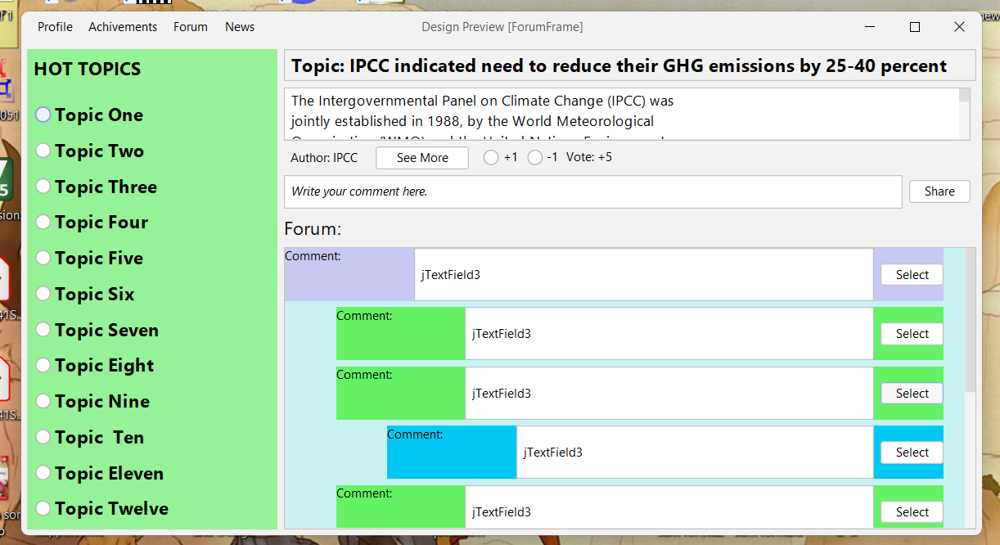 Profile Achivements Forum News Design Preview [ForumFrame]
HOT TOPICS
Topic One
Topic Two
Topic Three
Topic Four
Topic Five
Topic Six
Topic Seven
Topic Eight
Topic Nine
Topic  Ten
Topic Eleven
Topic Twelve
Topic: IPCC indicated need to reduce their GHG emissions by 25-40 percent
The Intergovernmental Panel on Climate Change (IPCC) was
jointly established in 1988, by the World Meteorological
Author: IPCC See More +1 -1 Vote: +5
Write your comment here. Share
Forum:
Comment: jTextField3 Select
Comment: jTextField3 Select
Comment: jTextField3 Select
Comment: jTextField3 Select
Comment: jTextField3 Select